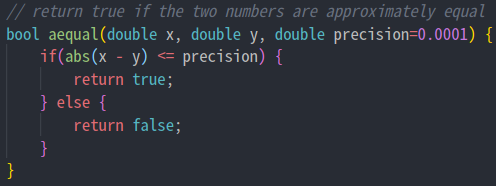 // return true if the two numbers are approximately equal
bool aequal(double x, double y, double precision=0.0001) {
    if(abs(x - y) <= precision) {
        return true;
    } else {
        return false;
    }
}